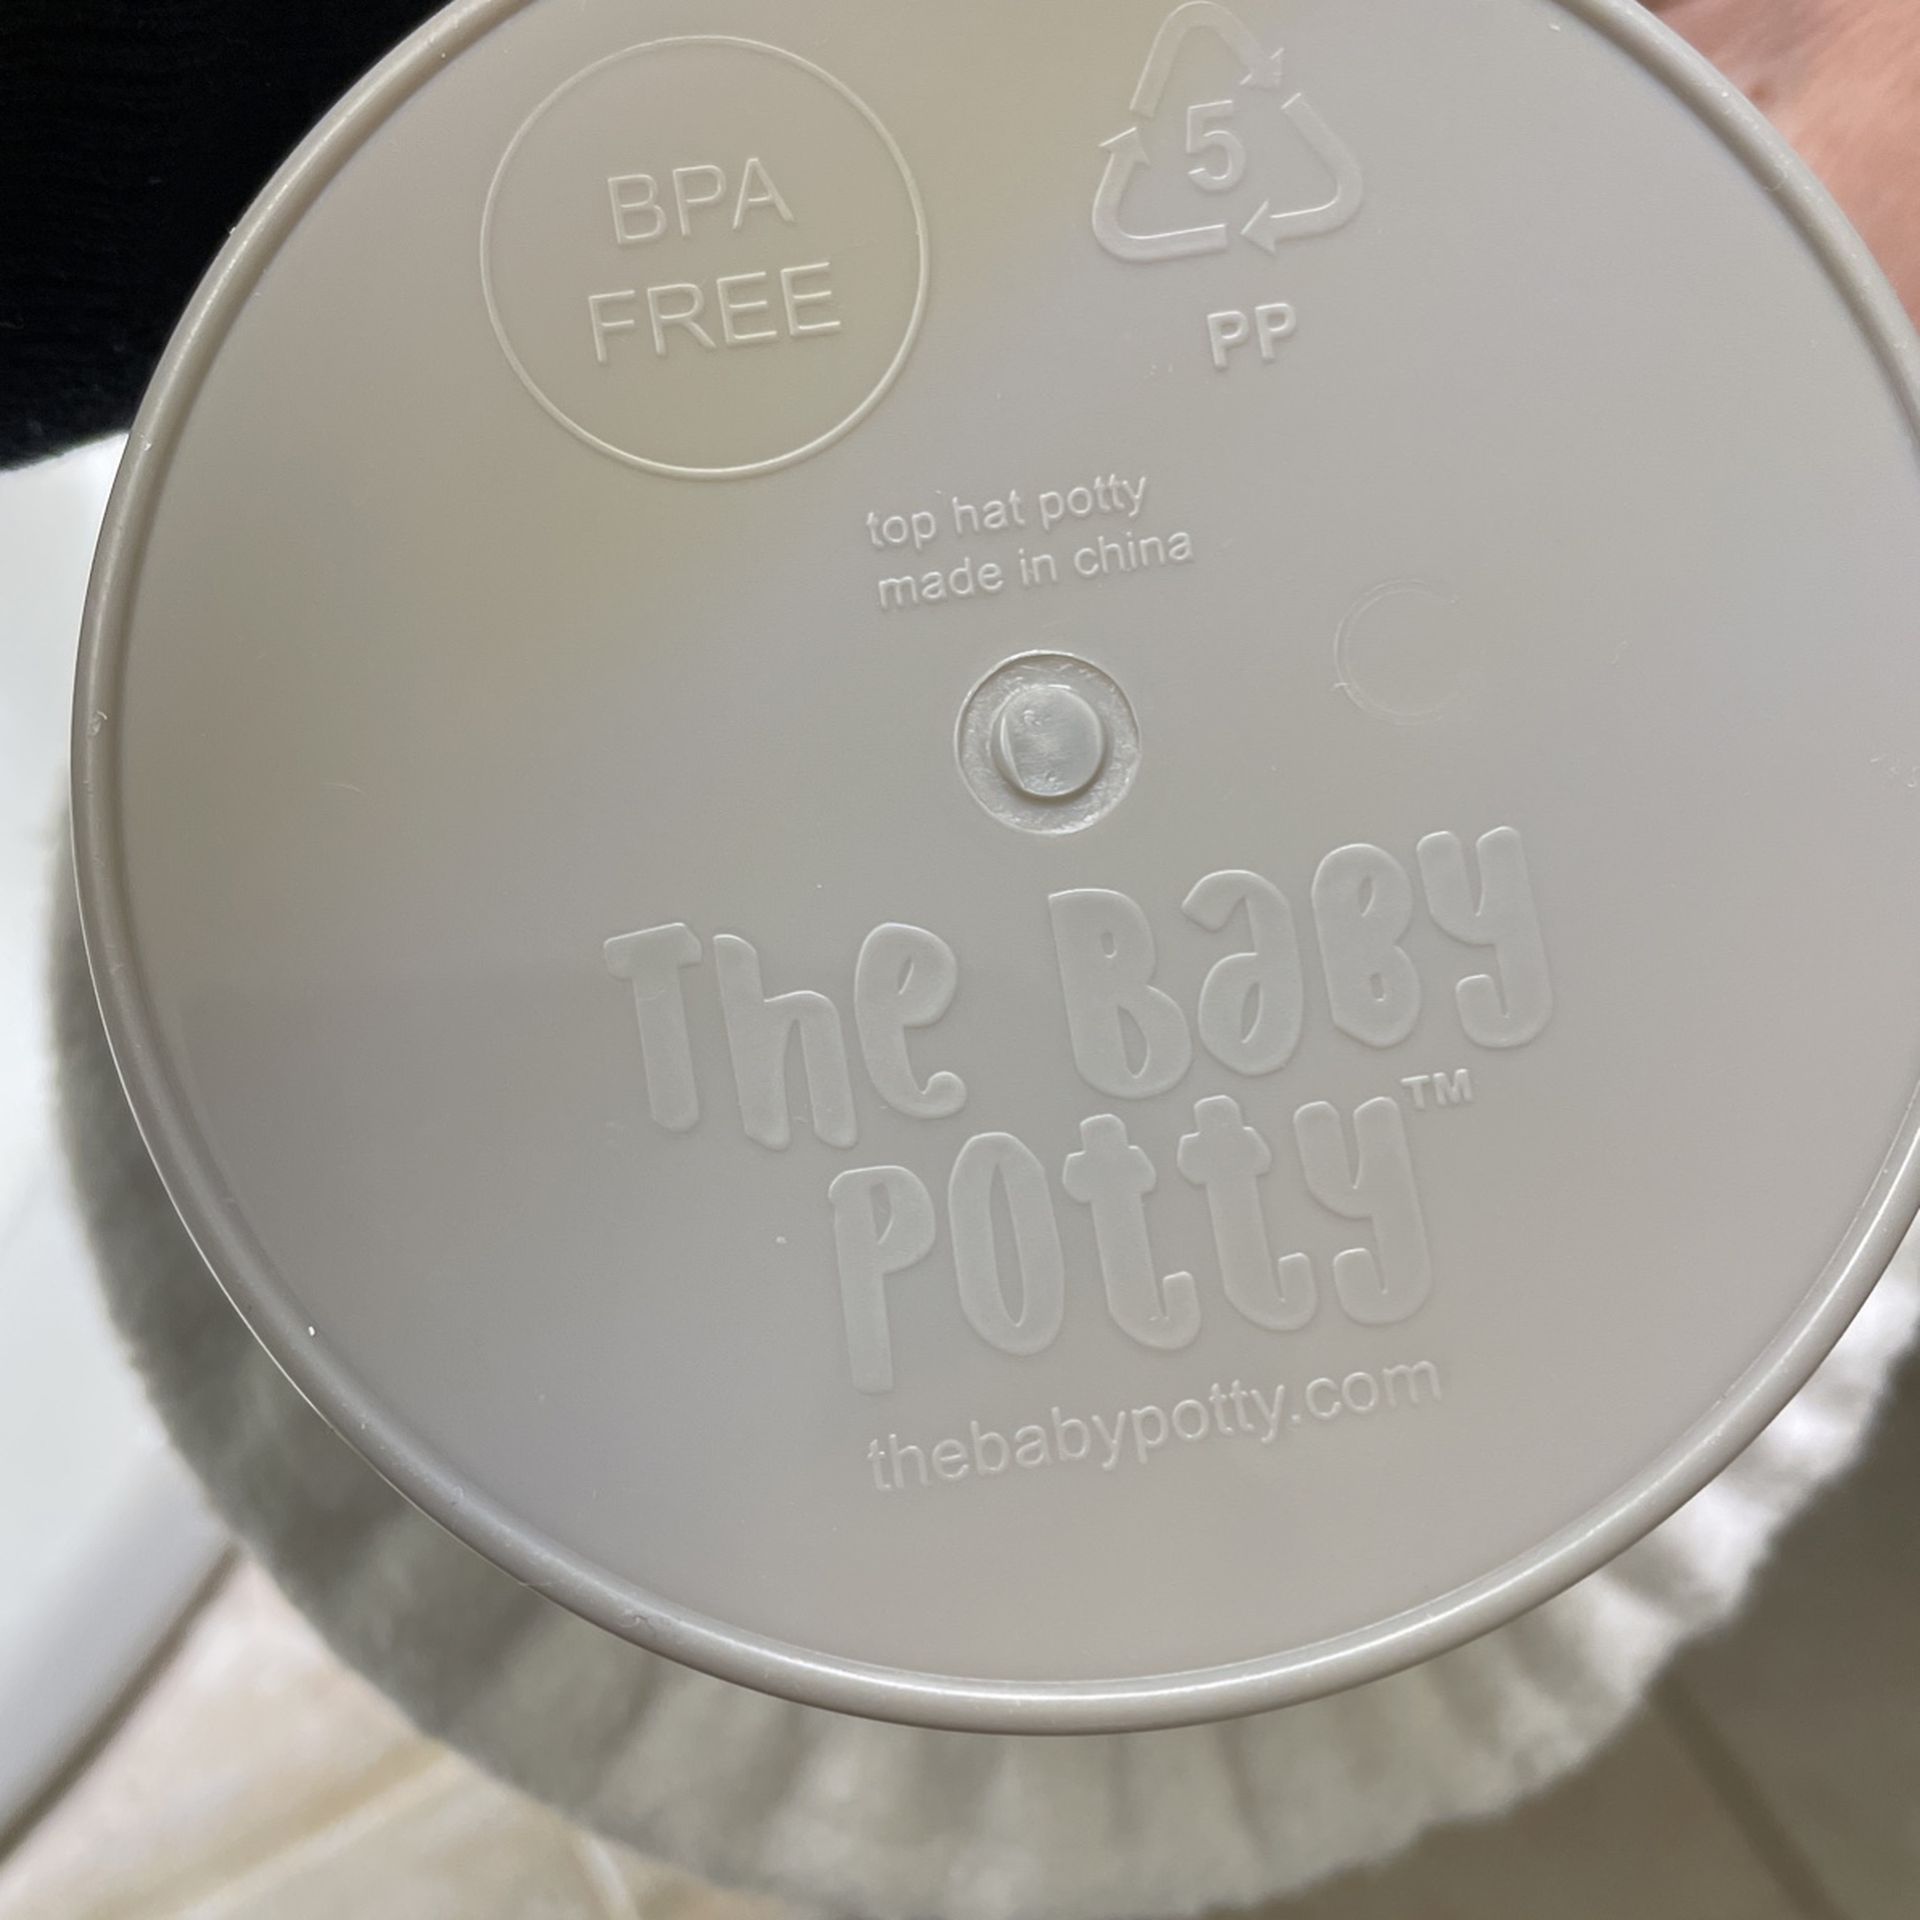 BPA
FREE
5
PP
top hat potty
made in china
The Baby
Potty™
thebabypotty.com